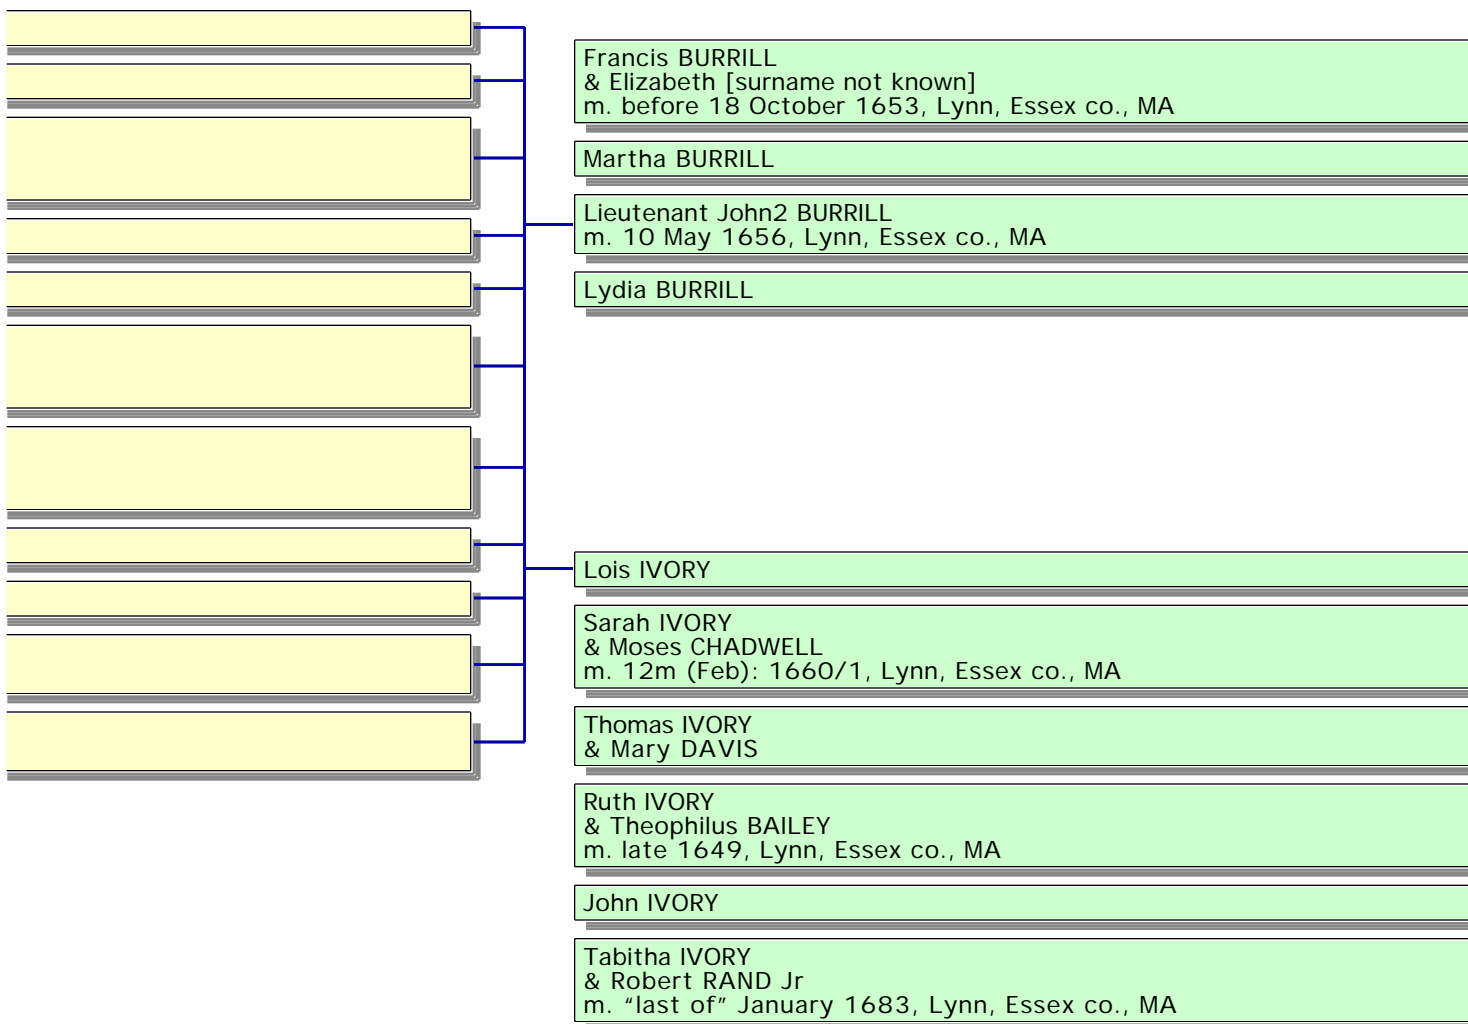 Francis BURRILL
& Elizabeth [surname not known]
m. before 18 October 1653, Lynn, Essex co., MA
Martha BURRILL
Lieutenant John2 BURRILL
m. 10 May 1656, Lynn, Essex co., MA
Lydia BURRILL
Lois IVORY
Sarah IVORY
& Moses CHADWELL
m. 12m (Feb): 1660/1, Lynn, Essex co., MA
Thomas IVORY
& Mary DAVIS
Ruth IVORY
& Theophilus BAILEY
m. late 1649, Lynn, Essex co., MA
John IVORY
Tabitha IVORY
& Robert RAND Jr
m. “last of” January 1683, Lynn, Essex co., MA